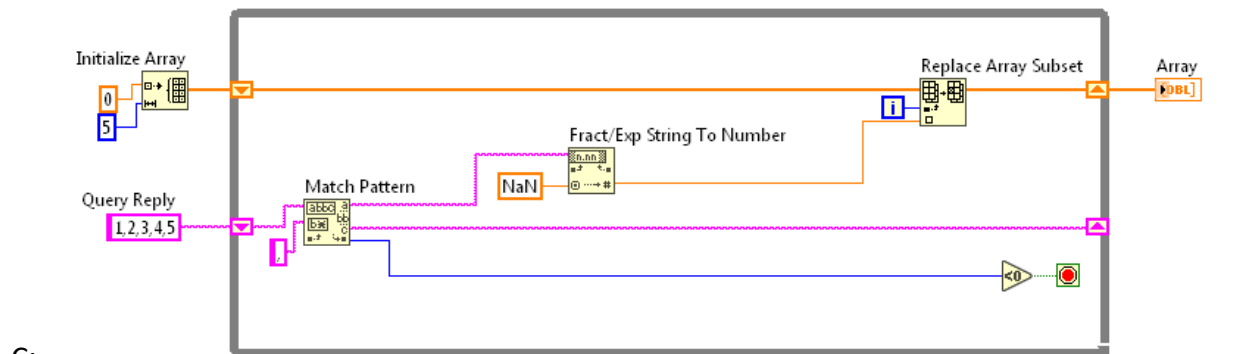 Initialize Array
0
5
Replace Array Subset
i
Array
DBL]
Fract/Exp String To Number
n.nn
NaN
Match Pattern
Query Reply
1,2,3,4,5
,
<0
C: